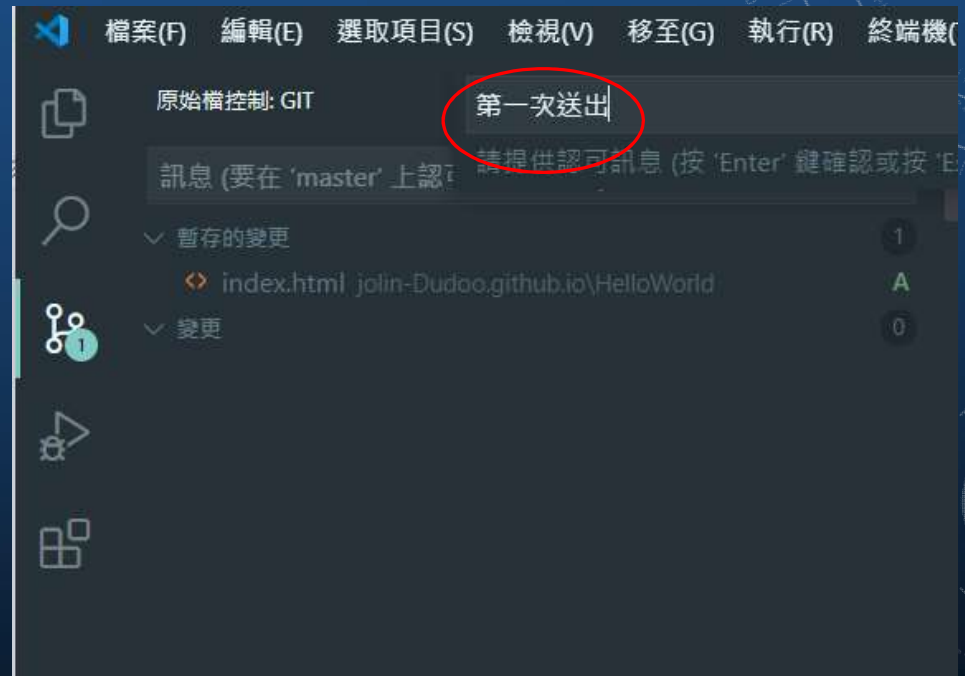 檔案(F) 編輯(E) 選取項目(S) 檢視(V) 移至(G) 執行(R) 終端機(
原始檔控制: GIT
第一次送出
請提供認可訊息 (按 'Enter' 鍵確認或按 'E
訊息 (要在 'master' 上認
暫存的變更 1
index.html jolin-Dudoo.github.io\HelloWorld A
變更 0
1